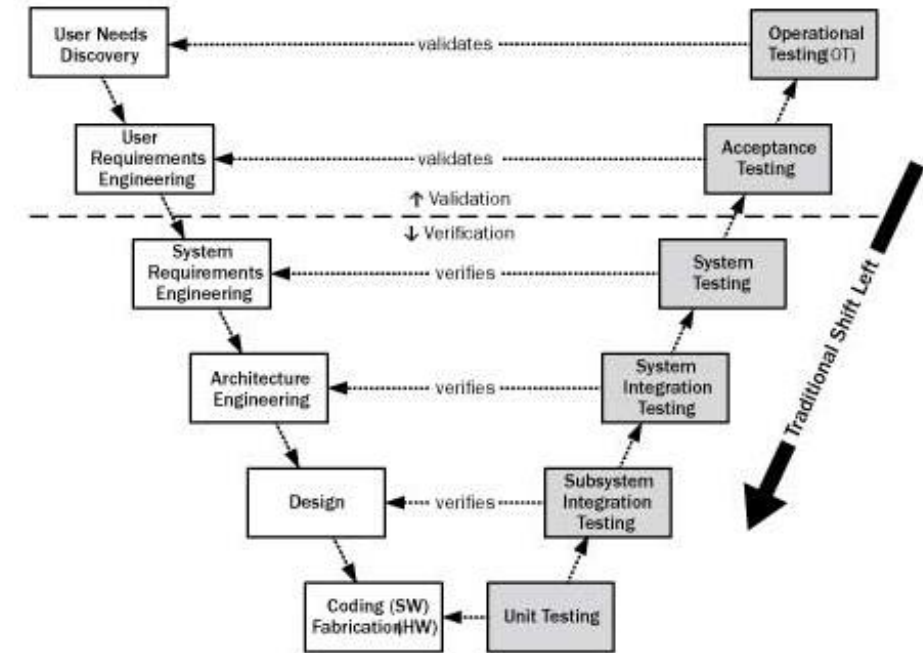 User Needs
Discovery
validates
Operational
Testing(OT)
User
Requirements
Engineering
validates
Acceptance
Testing
↑ Validation
↓ Verification
System
Requirements
Engineering
verifies
System
Testing
Traditional Shift Left
Architecture
Engineering
verifies
System
Integration
Testing
Design
verifies
Subsystem
Integration
Testing
Coding (SW)
Fabrication(HW)
Unit Testing